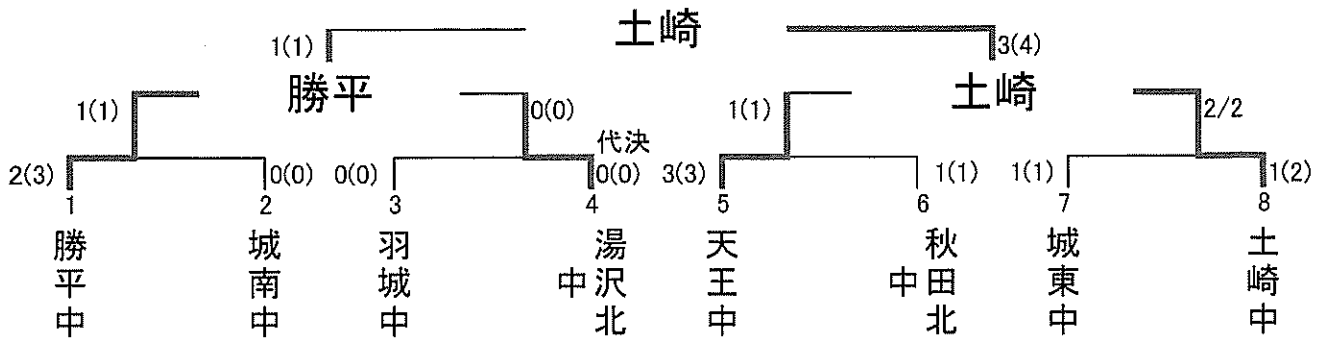 土崎
1(1) 3(4)
勝平 土崎
1(1) 0(0) 1(1) 2/2
代決
2(3) 0(0) 0(0) 0(0) 3(3) 1(1) 1(1) 1(2)
1 2 3 4 5 6 7 8
勝平中
城南中
羽城中
湯沢北中
天王中
秋田北中
城東中
土崎中